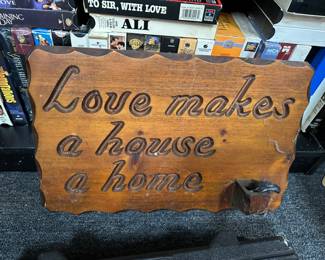 TO SIR, WITH LOVE
ALI
Love makes
a house
a home